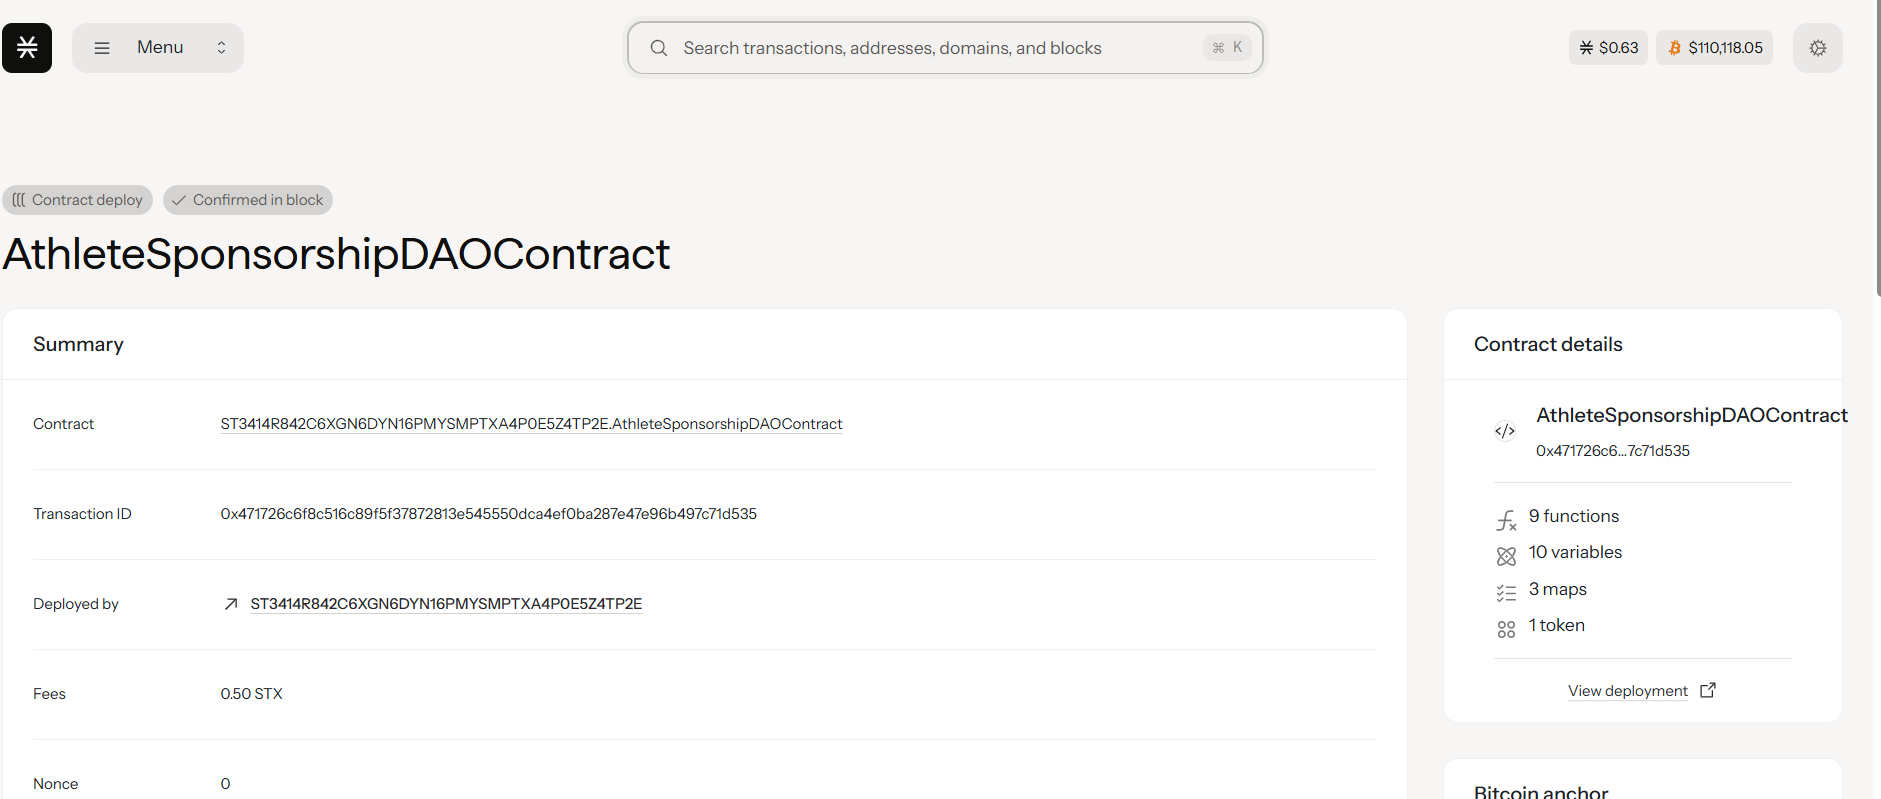 Menu
Search transactions, addresses, domains, and blocks
⌘ K
$0.63
$110,118.05
Contract deploy
Confirmed in block
AthleteSponsorshipDAOContract
Summary
Contract
ST3414R842C6XGN6DYN16PMYSMPTXA4P0E5Z4TP2E.AthleteSponsorshipDAOContract
Transaction ID
0x471726c6f8c516c89f5f37872813e545550dca4ef0ba287e47e96b497c71d535
Deployed by
ST3414R842C6XGN6DYN16PMYSMPTXA4P0E5Z4TP2E
Fees
0.50 STX
Nonce
0
Contract details
AthleteSponsorshipDAOContract
0x471726c6...7c71d535
9 functions
10 variables
3 maps
1 token
View deployment
Bitcoin anchor